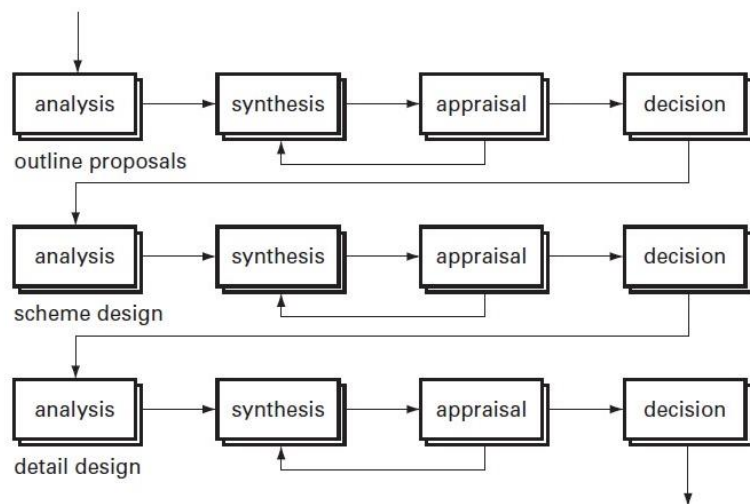 analysis synthesis appraisal decision
outline proposals
analysis synthesis appraisal decision
scheme design
analysis synthesis appraisal decision
detail design